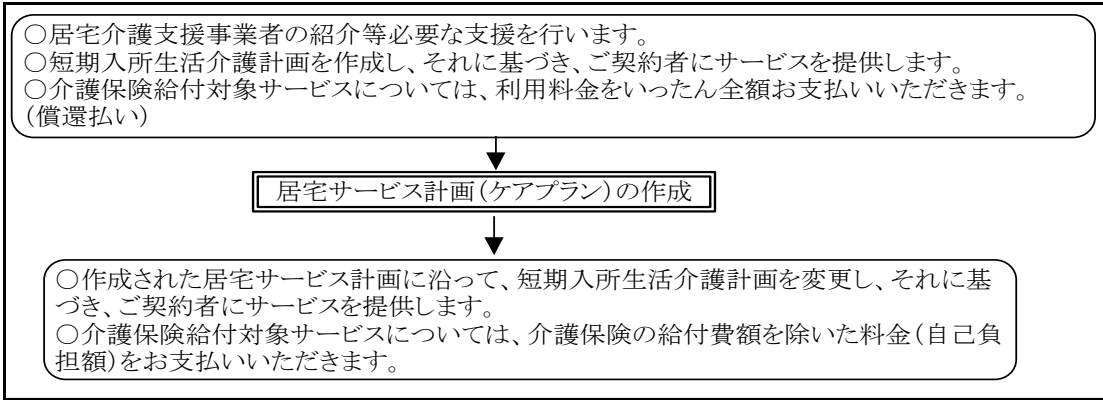 ○居宅介護支援事業者の紹介等必要な支援を行います。
○短期入所生活介護計画を作成し、それに基づき、ご契約者にサービスを提供します。
○介護保険給付対象サービスについては、利用料金をいったん全額お支払いいただきます。
(償還払い)
居宅サービス計画(ケアプラン)の作成
○作成された居宅サービス計画に沿って、短期入所生活介護計画を変更し、それに基
づき、ご契約者にサービスを提供します。
○介護保険給付対象サービスについては、介護保険の給付費額を除いた料金(自己負
担額)をお支払いいただきます。